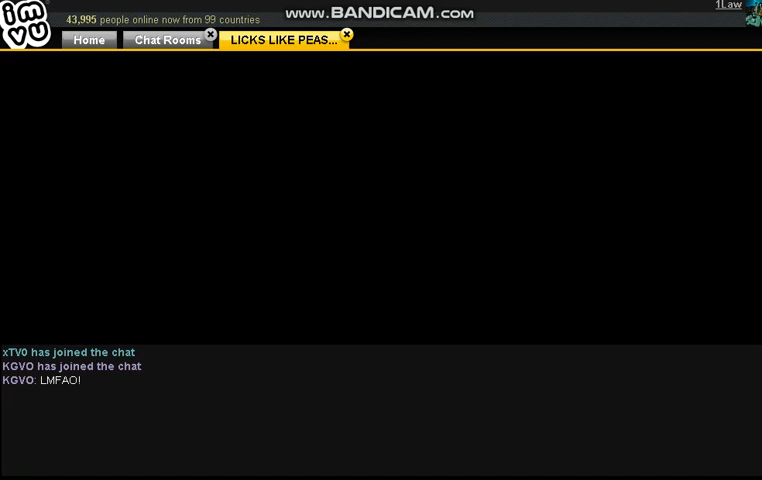 imvu
WWW.BANDICAM.COM
1Law
43,995 people online now from 99 countries
Home
Chat Rooms
LICKS LIKE PEAS...
xTV0 has joined the chat
KGVO has joined the chat
KGVO: LMFAO!